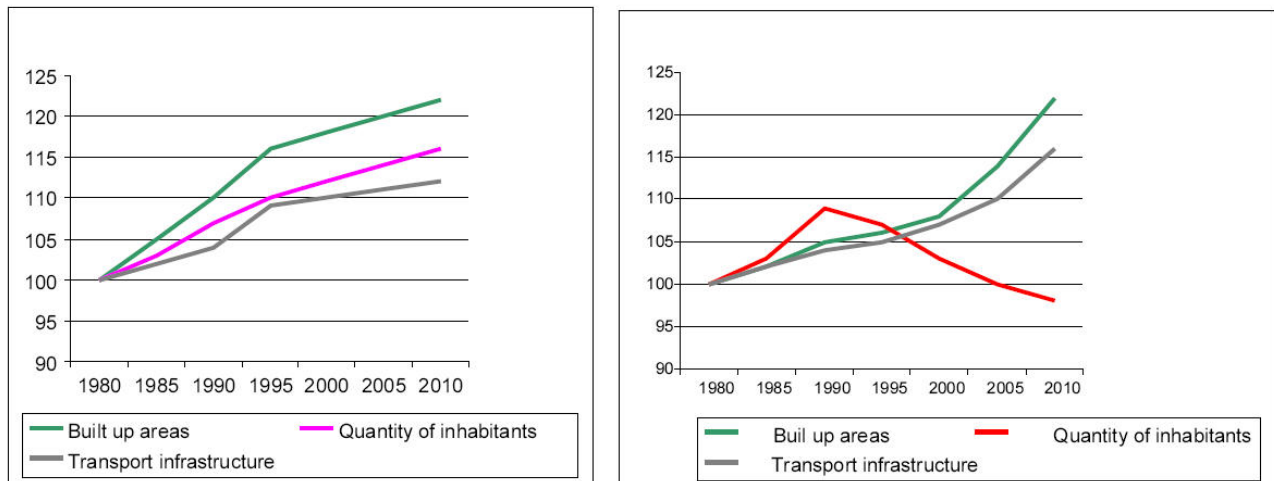 125
120
115
110
105
100
95
90
1980 1985 1990 1995 2000 2005 2010
Built up areas
Quantity of inhabitants
Transport infrastructure
125
120
115
110
105
100
95
90
1980 1985 1990 1995 2000 2005 2010
Buil up areas
Quantity of inhabitants
Transport infrastructure